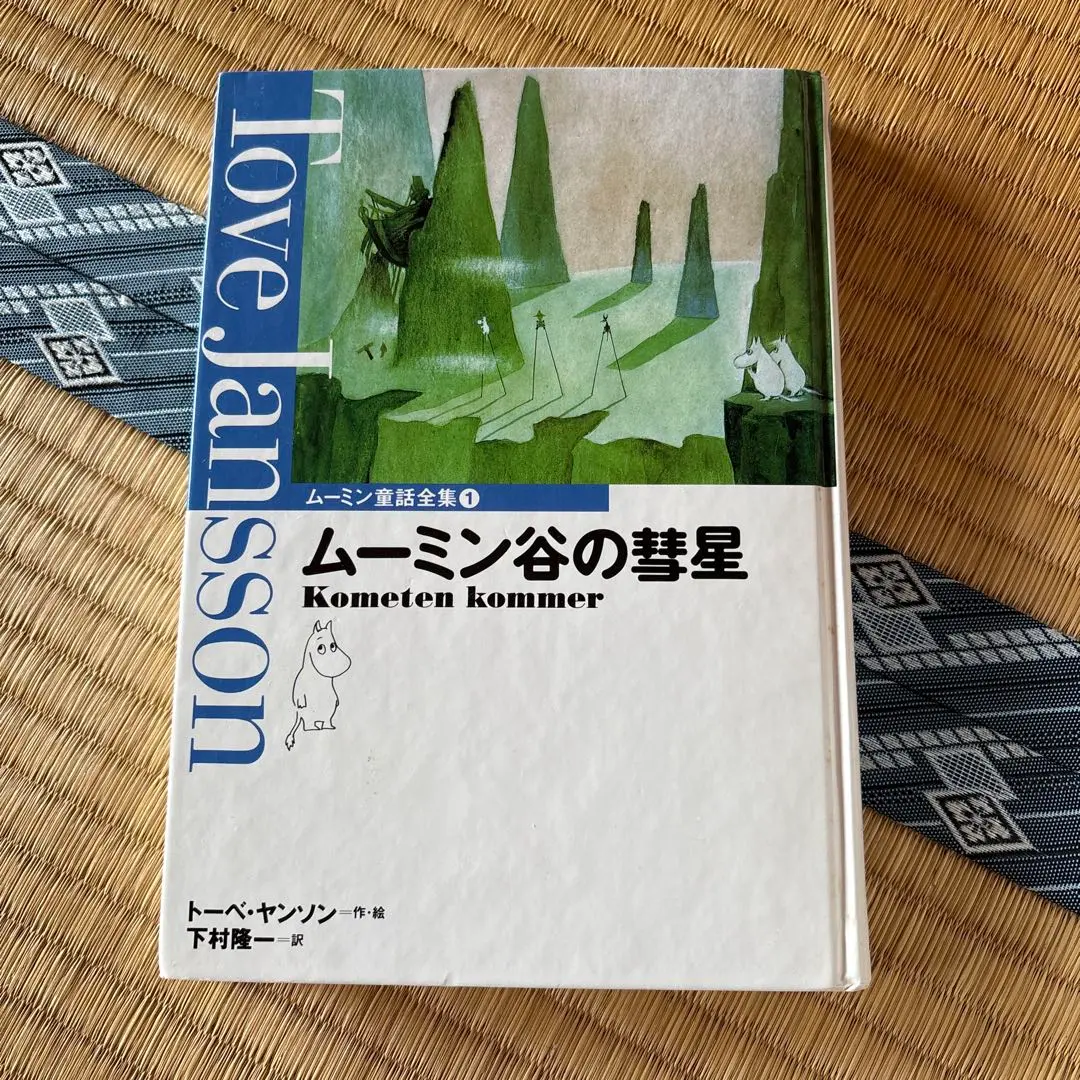 Tove Jansson
ムーミン童話全集❶
ムーミン谷の彗星
Kometen kommer
トーベ・ヤンソン=作・絵
下村隆一=訳